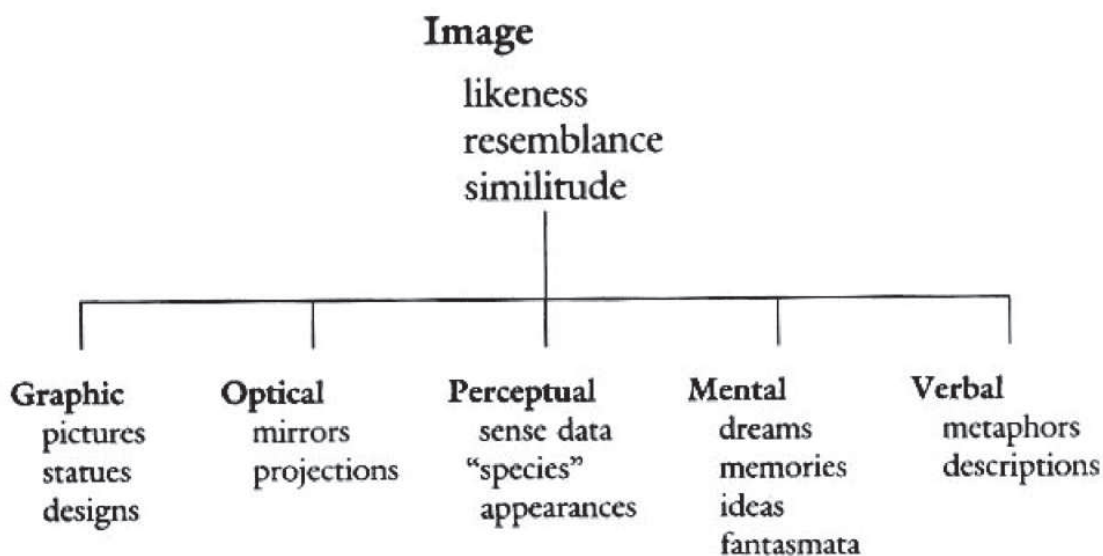 Image
likeness
resemblance
similitude
Graphic
pictures
statues
designs
Optical
mirrors
projections
Perceptual
sense data
“species”
appearances
Mental
dreams
memories
ideas
fantasmata
Verbal
metaphors
descriptions